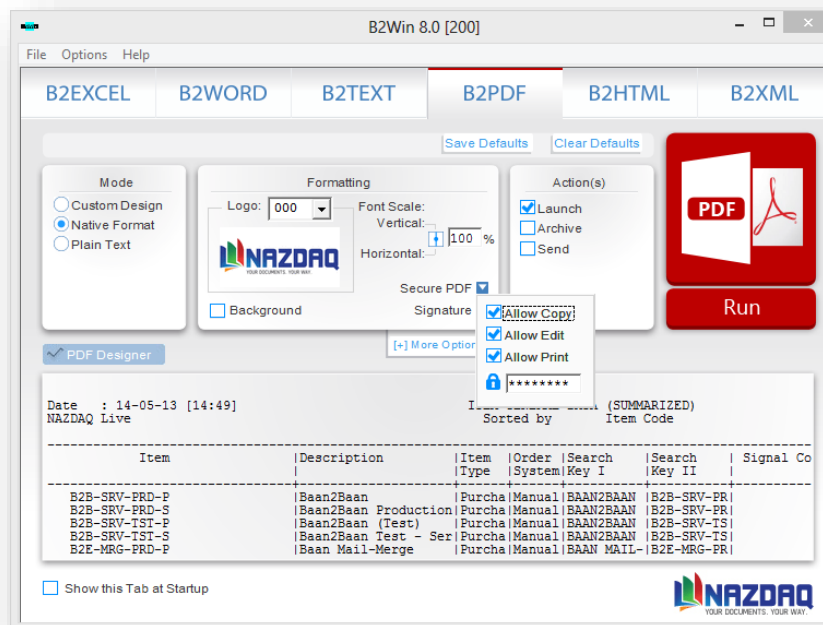 B2Win 8.0 [200]
File Options Help
B2EXCEL B2WORD B2TEXT B2PDF B2HTML B2XML
Save Defaults Clear Defaults
Mode
Custom Design
Native Format
Plain Text
Formatting
Logo: 000
NAZDAQ
YOUR DOCUMENTS. YOUR WAY.
Background
Font Scale:
Vertical:
100 %
Horizontal:
Secure PDF
Signature
Allow Copy
Allow Edit
Allow Print
********
[+] More Option
Action(s)
Launch
Archive
Send
PDF
Run
PDF Designer
Date : 14-05-13 [14:49] (SUMMARIZED)
NAZDAQ Live Sorted by Item Code
Item |Description |Item |Order |Search |Search | Signal Co
| |Type |System|Key I |Key II |
B2B-SRV-PRD-P |Baan2Baan |Purcha|Manual|BAAN2BAAN |B2B-SRV-PR|
B2B-SRV-PRD-S |Baan2Baan Production|Purcha|Manual|BAAN2BAAN |B2B-SRV-PR|
B2B-SRV-TST-P |Baan2Baan (Test) |Purcha|Manual|BAAN2BAAN |B2B-SRV-TS|
B2B-SRV-TST-S |Baan2Baan Test - Ser|Purcha|Manual|BAAN2BAAN |B2B-SRV-TS|
B2E-MRG-PRD-P |Baan Mail-Merge |Purcha|Manual|BAAN MAIL-|B2E-MRG-PR|
Show this Tab at Startup
NAZDAQ
YOUR DOCUMENTS. YOUR WAY.